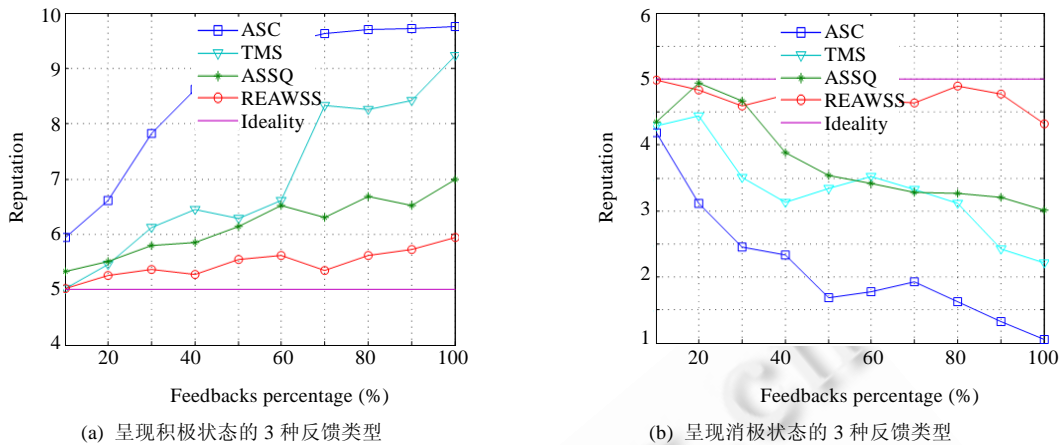 10
9
8
7
6
5
4
Reputation
ASC
TMS
ASSQ
REAWSS
Ideality
20 40 60 80 100
Feedbacks percentage (%)
(a) 呈现积极状态的 3 种反馈类型
6
5
4
3
2
1
Reputation
ASC
TMS
ASSQ
REAWSS
Ideality
20 40 60 80 100
Feedbacks percentage (%)
(b) 呈现消极状态的 3 种反馈类型